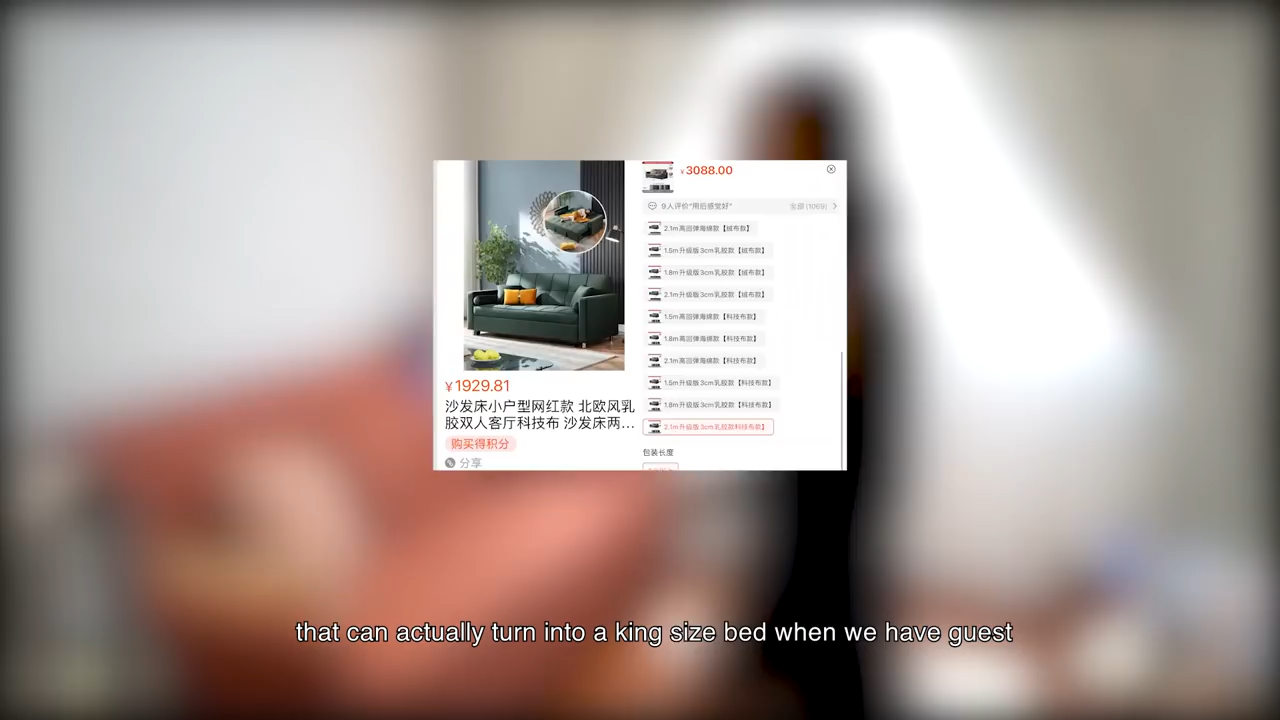 ¥1929.81
沙发床小户型网红款 北欧风乳
胶双人客厅科技布 沙发床两...
购买得积分
分享
¥3088.00
9人评价"用后感觉好"
全部(1069)
2.1m高回弹海绵款【绒布款】
1.5m升级版3cm乳胶款【绒布款】
1.8m升级版3cm乳胶款【绒布款】
2.1m升级版3cm乳胶款【绒布款】
1.5m高回弹海绵款【科技布款】
1.8m高回弹海绵款【科技布款】
2.1m高回弹海绵款【科技布款】
1.5m升级版3cm乳胶款【科技布款】
1.8m升级版3cm乳胶款【科技布款】
2.1m升级版3cm乳胶款科技布款】
包装长度
that can actually turn into a king size bed when we have guest